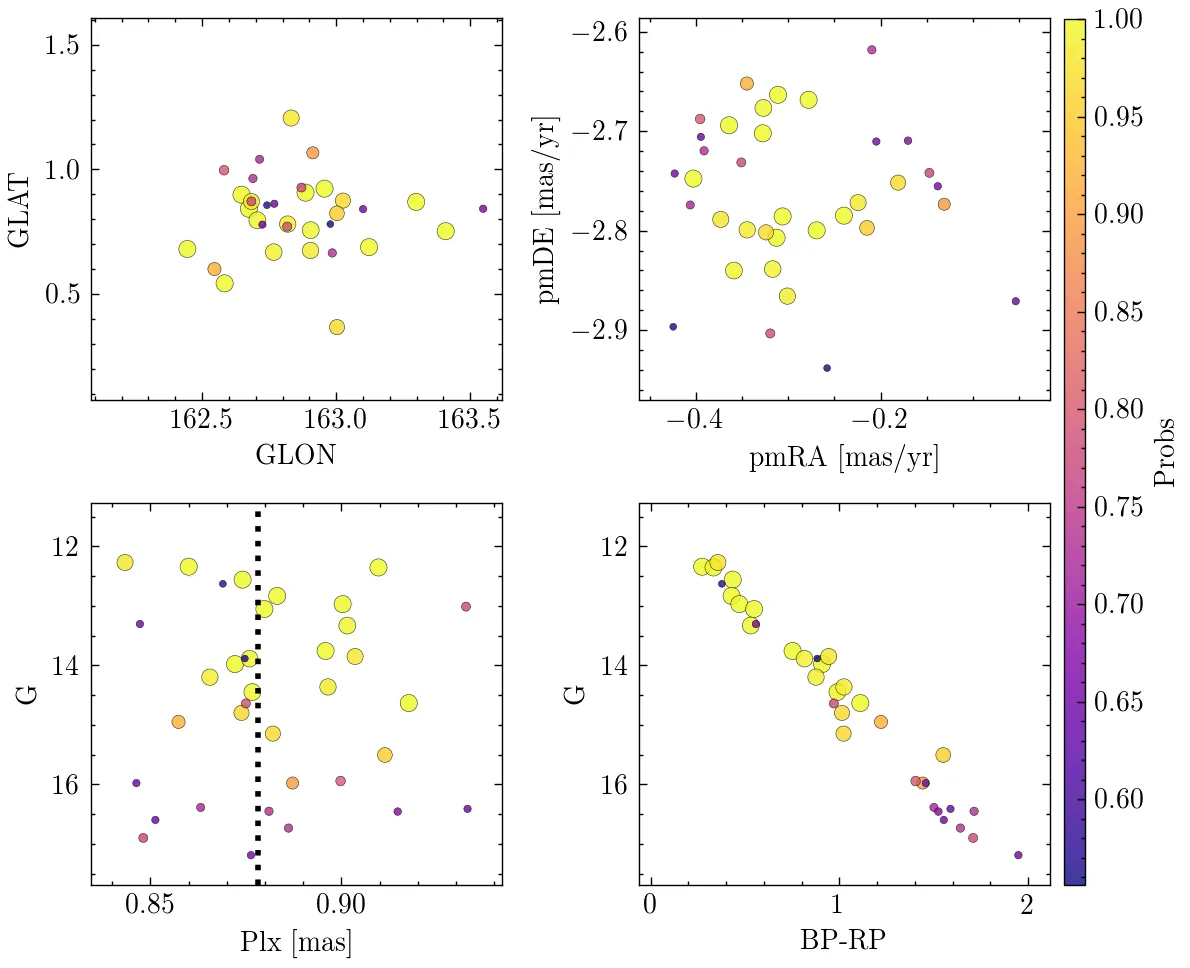 1.5
1.0
0.5
GLAT
162.5 163.0 163.5
GLON
−2.6
−2.7
−2.8
−2.9
pmDE [mas/yr]
−0.4 −0.2
pmRA [mas/yr]
12
14
16
G
0.85 0.90
Plx [mas]
12
14
16
G
0 1 2
BP-RP
1.00
0.95
0.90
0.85
0.80
0.75
0.70
0.65
0.60
Probs